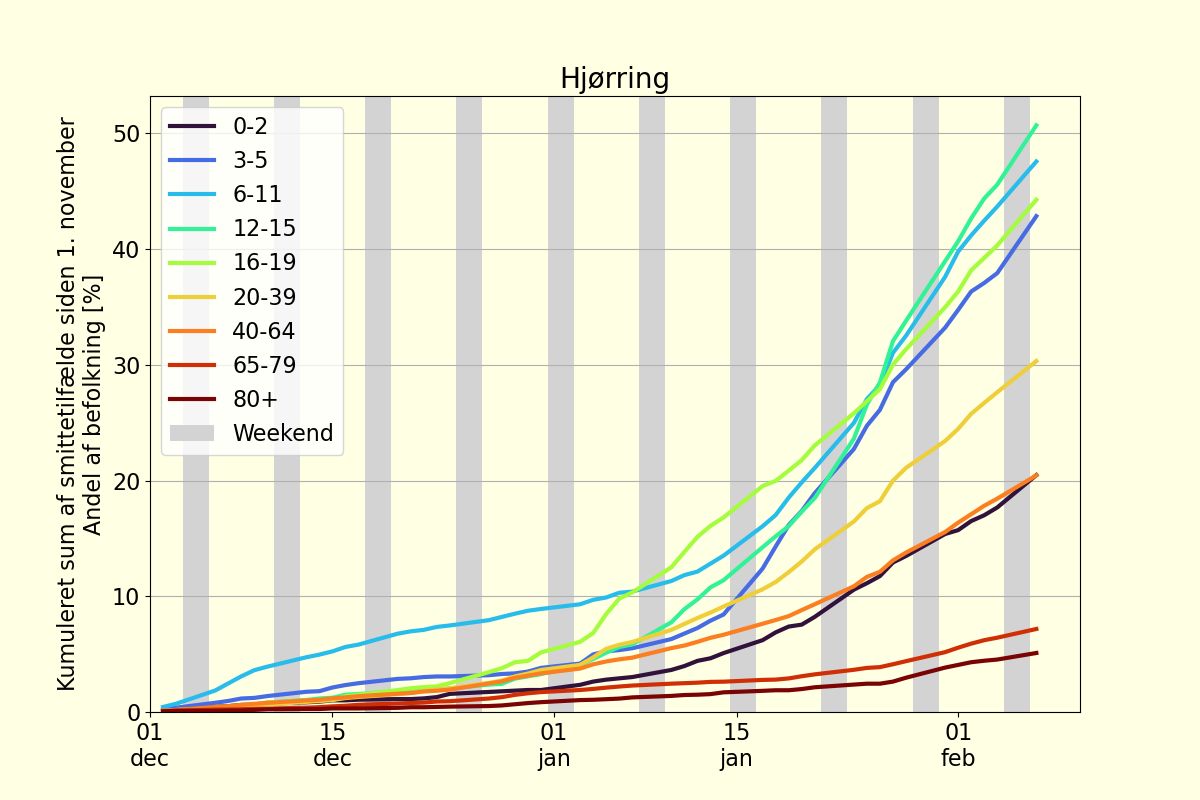 Hjørring
Kumuleret sum af smittetilfælde siden 1. november
Andel af befolkning [%]
50
40
30
20
10
0
0-2
3-5
6-11
12-15
16-19
20-39
40-64
65-79
80+
Weekend
01
dec
15
dec
01
jan
15
jan
01
feb